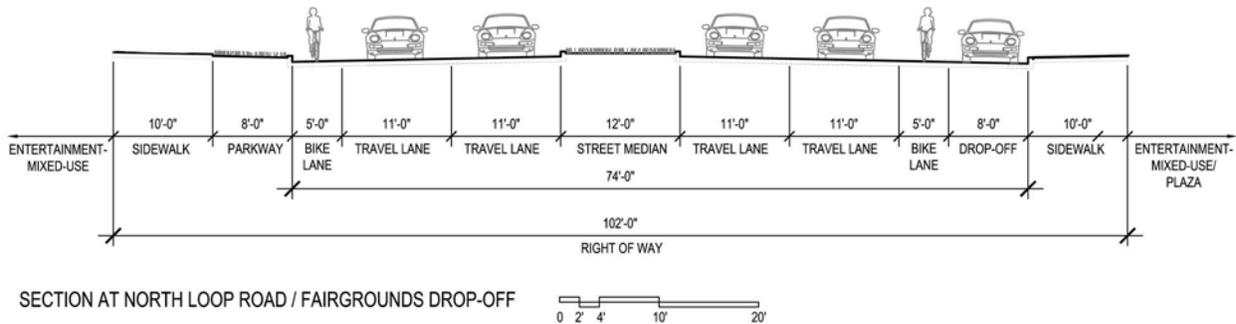 10'-0" 8'-0" 5'-0" 11'-0" 11'-0" 12'-0" 11'-0" 11'-0" 5'-0" 8'-0" 10'-0"
ENTERTAINMENT-
MIXED-USE
SIDEWALK
PARKWAY
BIKE
LANE
TRAVEL LANE
TRAVEL LANE
STREET MEDIAN
TRAVEL LANE
TRAVEL LANE
BIKE
LANE
DROP-OFF
SIDEWALK
ENTERTAINMENT-
MIXED-USE/
PLAZA
74'-0"
102'-0"
RIGHT OF WAY
SECTION AT NORTH LOOP ROAD / FAIRGROUNDS DROP-OFF
0 2' 4' 10' 20'